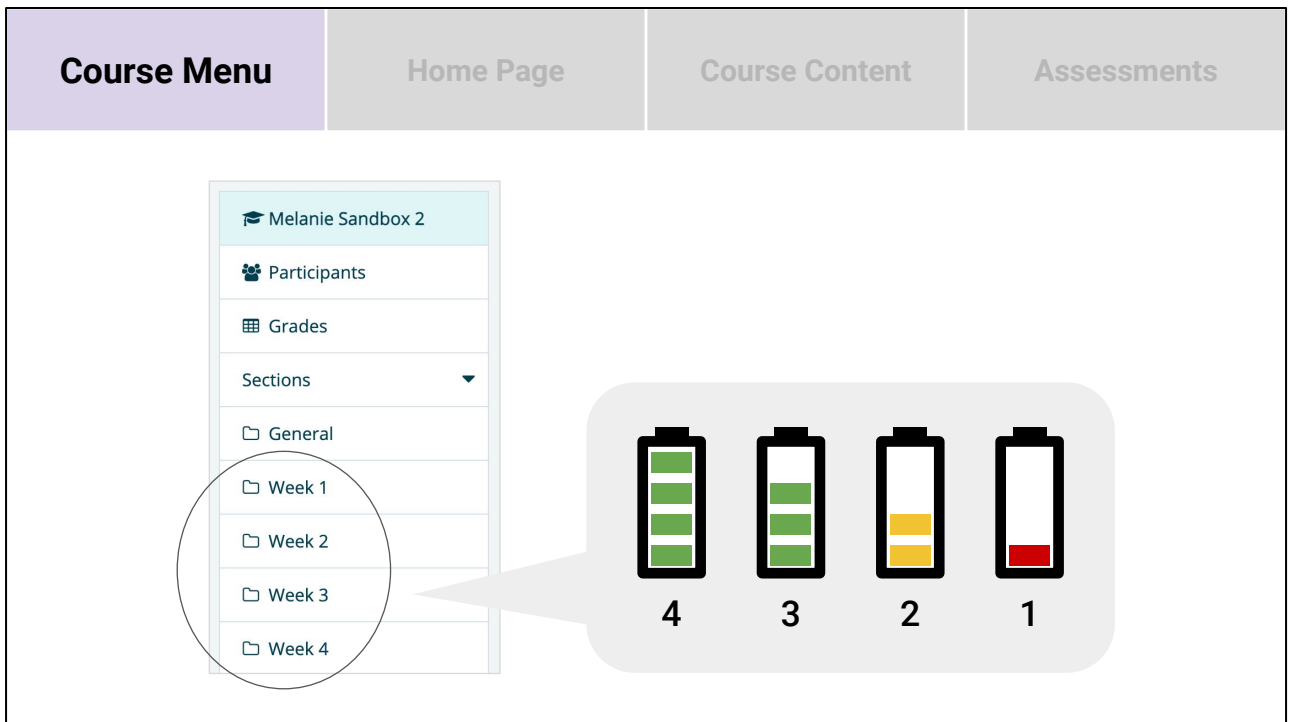 Course Menu
Home Page
Course Content
Assessments
Melanie Sandbox 2
Participants
Grades
Sections
General
Week 1
Week 2
Week 3
Week 4
4 3 2 1